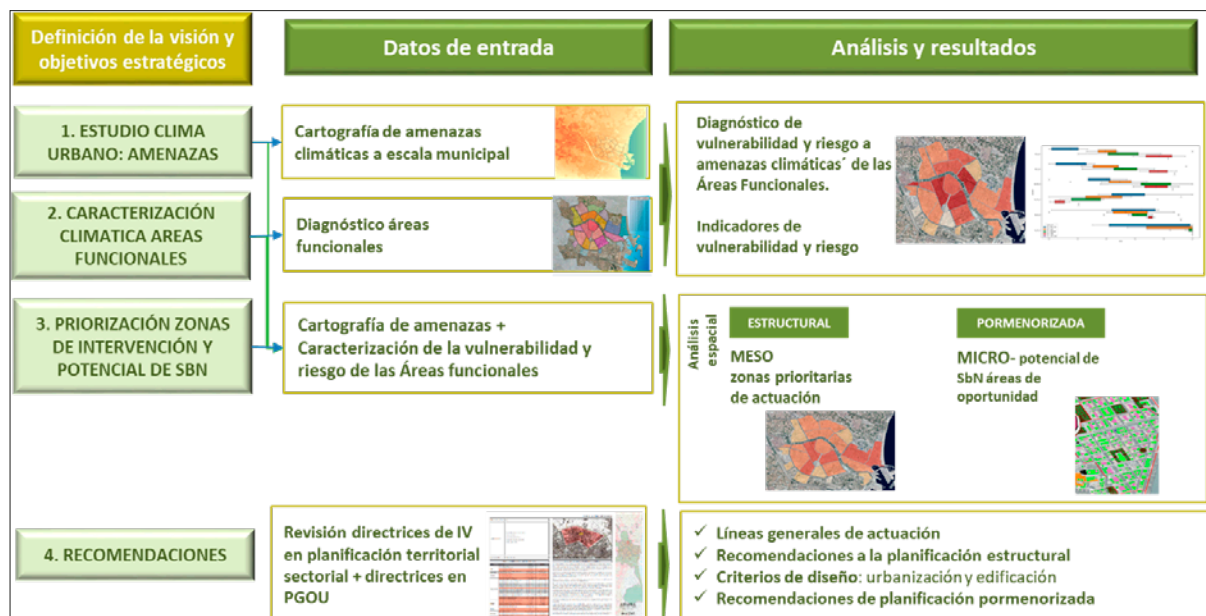 Definición de la visión y
objetivos estratégicos
Datos de entrada
Análisis y resultados
1. ESTUDIO CLIMA
URBANO: AMENAZAS
Cartografía de amenazas
climáticas a escala municipal
Diagnóstico de
vulnerabilidad y riesgo a
amenazas climáticas´ de las
Áreas Funcionales.
Indicadores de
vulnerabilidad y riesgo
2. CARACTERIZACIÓN
CLIMATICA AREAS
FUNCIONALES
Diagnóstico áreas
funcionales
3. PRIORIZACIÓN ZONAS
DE INTERVENCIÓN Y
POTENCIAL DE SBN
Cartografía de amenazas +
Caracterización de la vulnerabilidad y
riesgo de las Áreas funcionales
Análisis
espacial
ESTRUCTURAL
MESO
zonas prioritarias
de actuación
PORMENORIZADA
MICRO- potencial de
SbN áreas de
oportunidad
4. RECOMENDACIONES
Revisión directrices de IV
en planificación territorial
sectorial + directrices en
PGOU
✓ Líneas generales de actuación
✓ Recomendaciones a la planificación estructural
✓ Criterios de diseño: urbanización y edificación
✓ Recomendaciones de planificación pormenorizada